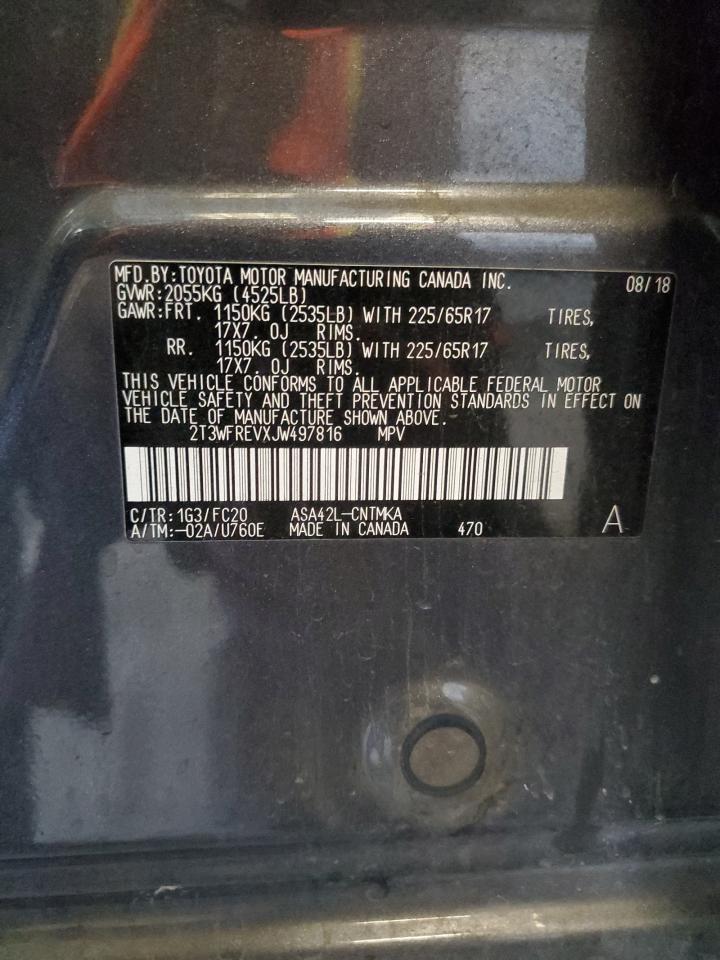 MFD.BY:TOYOTA MOTOR MANUFACTURING CANADA INC. 08/18
GVWR:2055KG (4525LB)
GAWR:FRT. 1150KG (2535LB) WITH 225/65R17 TIRES,
17X7. 0J RIMS.
RR. 1150KG (2535LB) WITH 225/65R17 TIRES,
17X7. 0J RIMS.
THIS VEHICLE CONFORMS TO ALL APPLICABLE FEDERAL MOTOR
VEHICLE SAFETY AND THEFT PREVENTION STANDARDS IN EFFECT ON
THE DATE OF MANUFACTURE SHOWN ABOVE.
2T3WFREVXJW497816 MPV
C/TR:1G3/FC20 ASA42L-CNTMKA
A/TM:-02A/U760E MADE IN CANADA 470 A